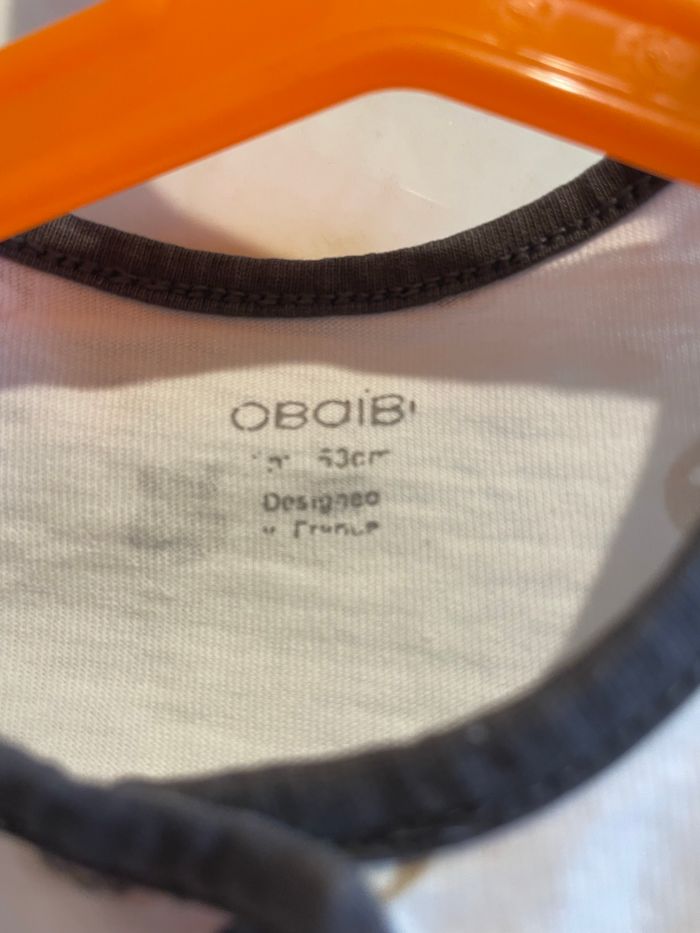 OBAIBI
53cm
Designed
France